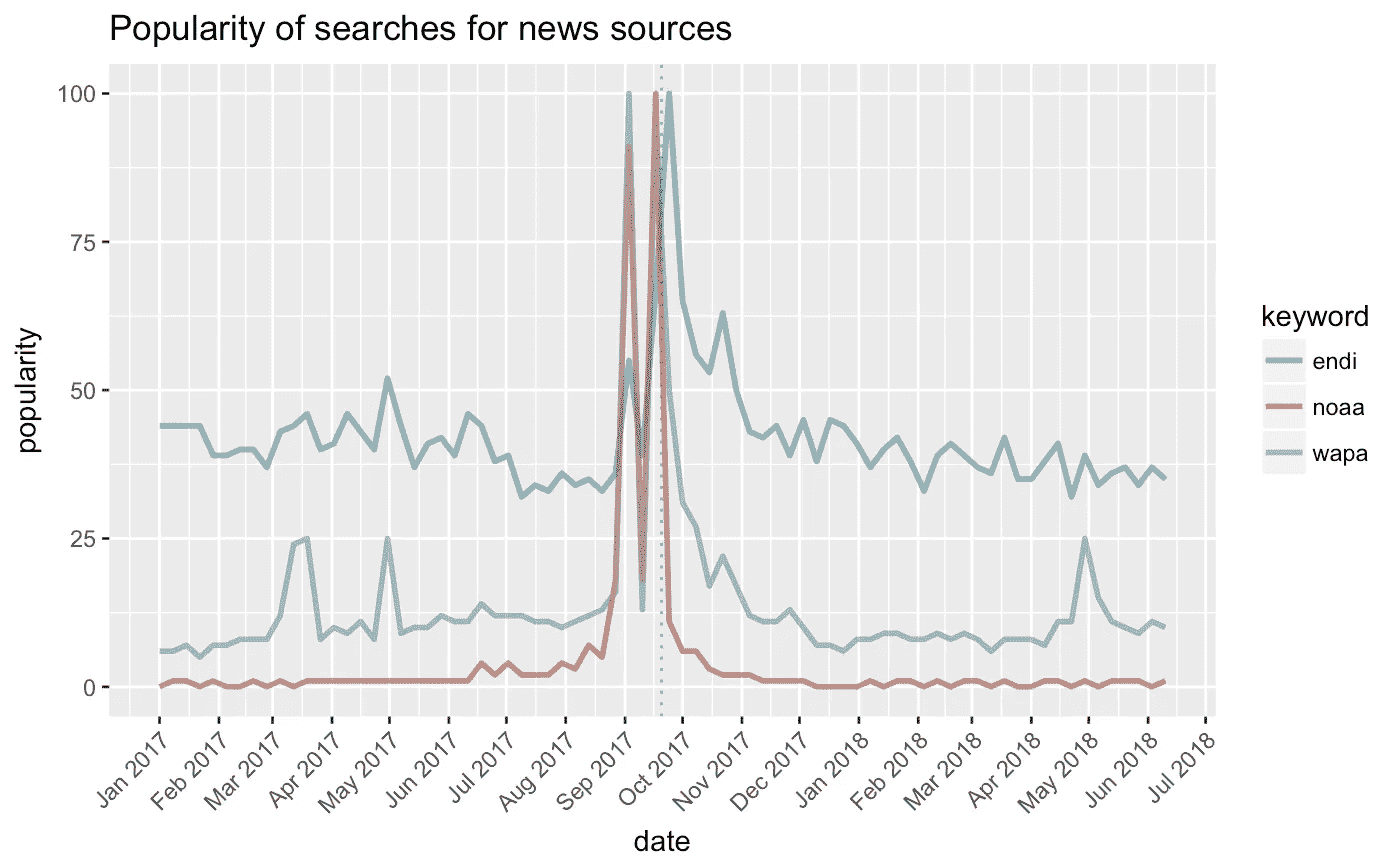 Popularity of searches for news sources
100
75
50
25
0
popularity
Jan 2017
Feb 2017
Mar 2017
Apr 2017
May 2017
Jun 2017
Jul 2017
Aug 2017
Sep 2017
Oct 2017
Nov 2017
Dec 2017
Jan 2018
Feb 2018
Mar 2018
Apr 2018
May 2018
Jun 2018
Jul 2018
date
keyword
endi
noaa
wapa